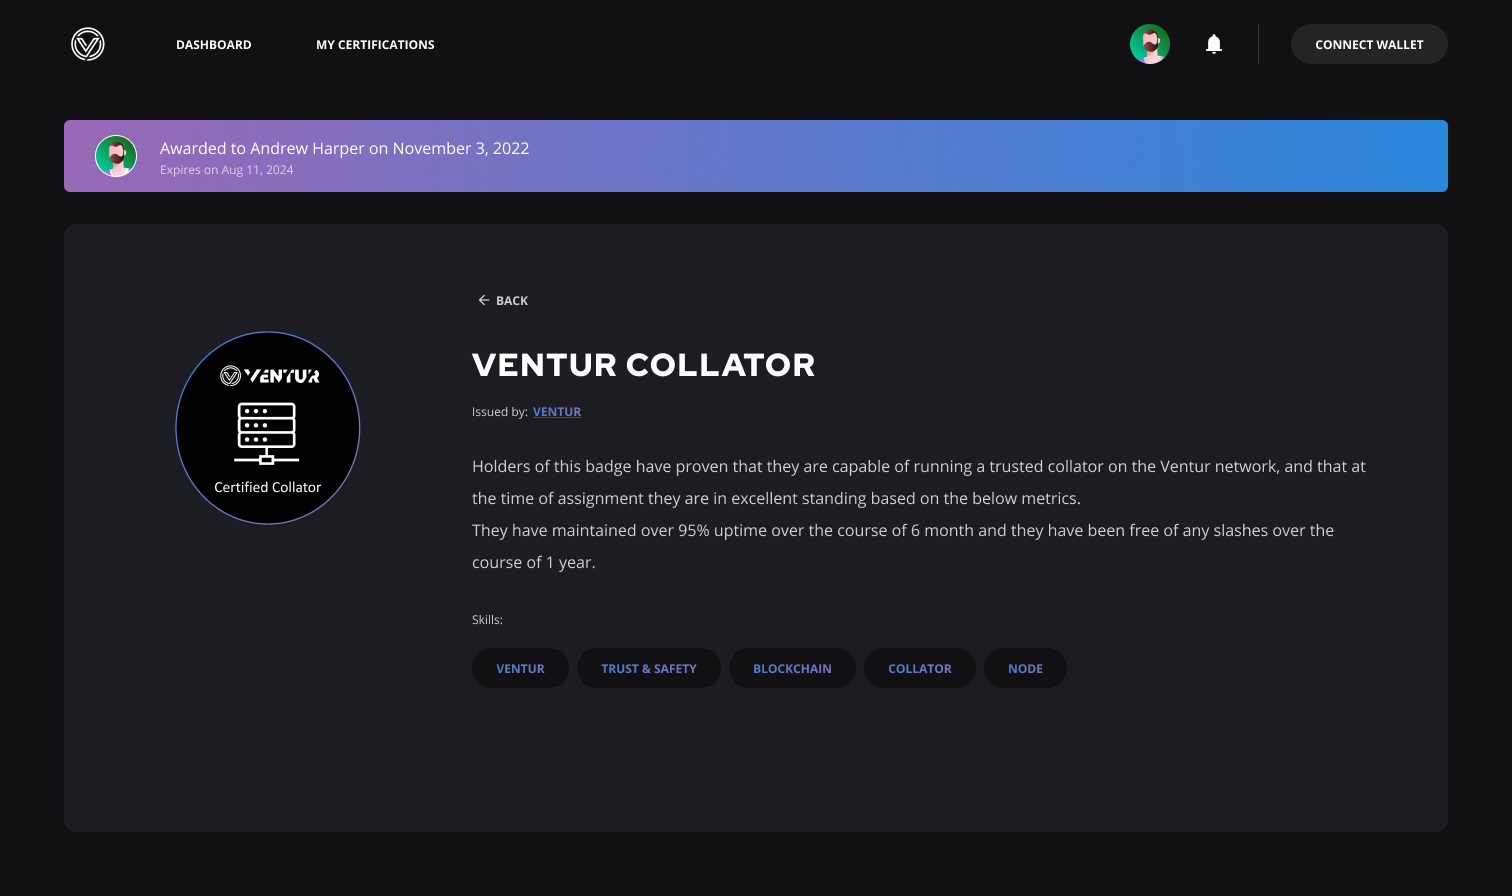 DASHBOARD
MY CERTIFICATIONS
CONNECT WALLET
Awarded to Andrew Harper on November 3, 2022
Expires on Aug 11, 2024
BACK
VENTUR
Certified Collator
VENTUR COLLATOR
Issued by: VENTUR
Holders of this badge have proven that they are capable of running a trusted collator on the Ventur network, and that at
the time of assignment they are in excellent standing based on the below metrics.
They have maintained over 95% uptime over the course of 6 month and they have been free of any slashes over the
course of 1 year.
Skills:
VENTUR
TRUST & SAFETY
BLOCKCHAIN
COLLATOR
NODE